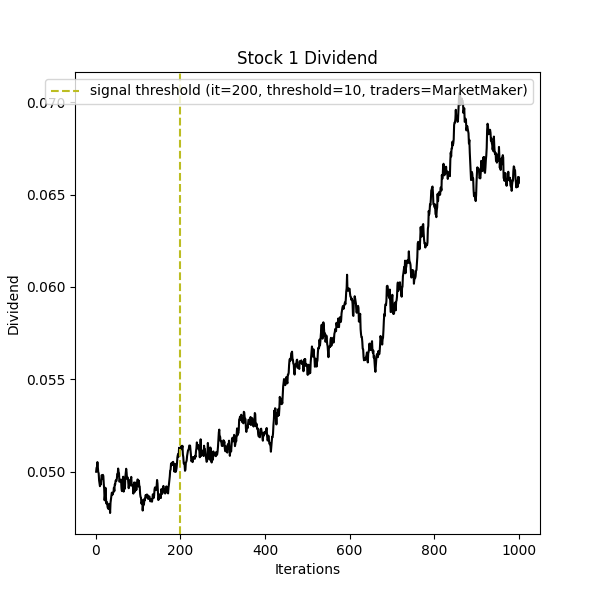 Stock 1 Dividend
signal threshold (it=200, threshold=10, traders=MarketMaker)
0.070
0.065
0.060
0.055
0.050
Dividend
0 200 400 600 800 1000
Iterations